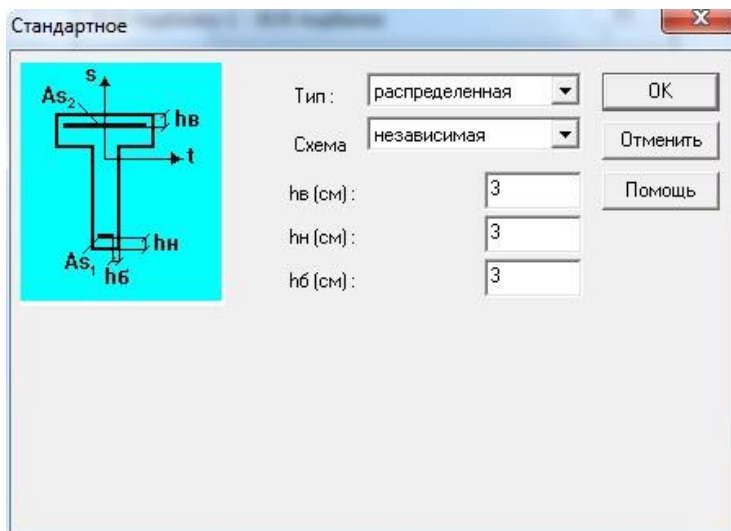 Стандартное
s
As2
hв
t
hн
As1
hб
Тип :
распределенная
OK
Схема
независимая
Отменить
hв (см) :
3
Помощь
hн (см) :
3
hб (см) :
3